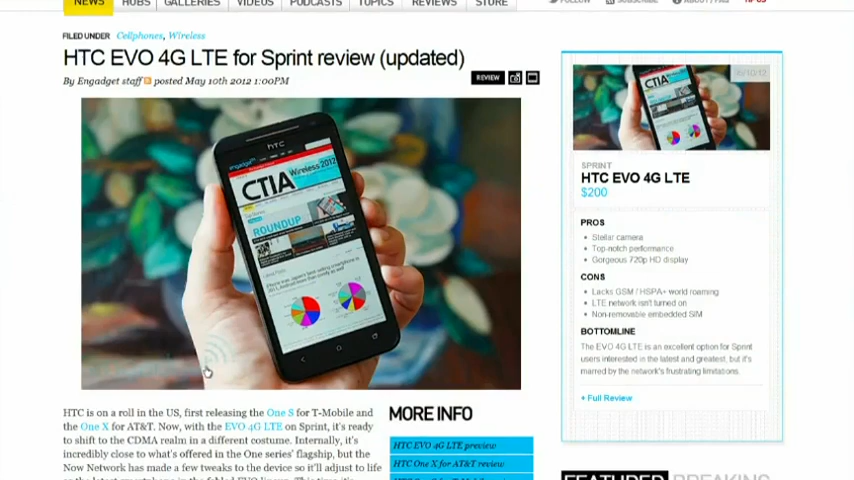 NEWS
HUBS
GALLERIES
VIDEOS
PODCASTS
TOPICS
REVIEWS
STORE
FOLLOW
SUBSCRIBE
ABOUT / FAQ
TIP US
FILED UNDER Cellphones, Wireless
HTC EVO 4G LTE for Sprint review (updated)
By Engadget staff posted May 10th 2012 1:00PM
REVIEW
hTC
engadget
CTIA Wireless 2012
ROUNDUP
SPRINT
HTC EVO 4G LTE
$200
PROS
Stellar camera
Top-notch performance
Gorgeous 720p HD display
CONS
Lacks GSM / HSPA+ world roaming
LTE network isn't turned on
Non-removable embedded SIM
BOTTOMLINE
The EVO 4G LTE is an excellent option for Sprint
users interested in the latest and greatest, but it's
marred by the network's frustrating limitations.
+ Full Review
HTC is on a roll in the US, first releasing the One S for T-Mobile and
the One X for AT&T. Now, with the EVO 4G LTE on Sprint, it's ready
to shift to the CDMA realm in a different costume. Internally, it's
incredibly close to what's offered in the One series' flagship, but the
Now Network has made a few tweaks to the device so it'll adjust to life
MORE INFO
HTC EVO 4G LTE preview
HTC One X for AT&T review
FEATURED BREAKING